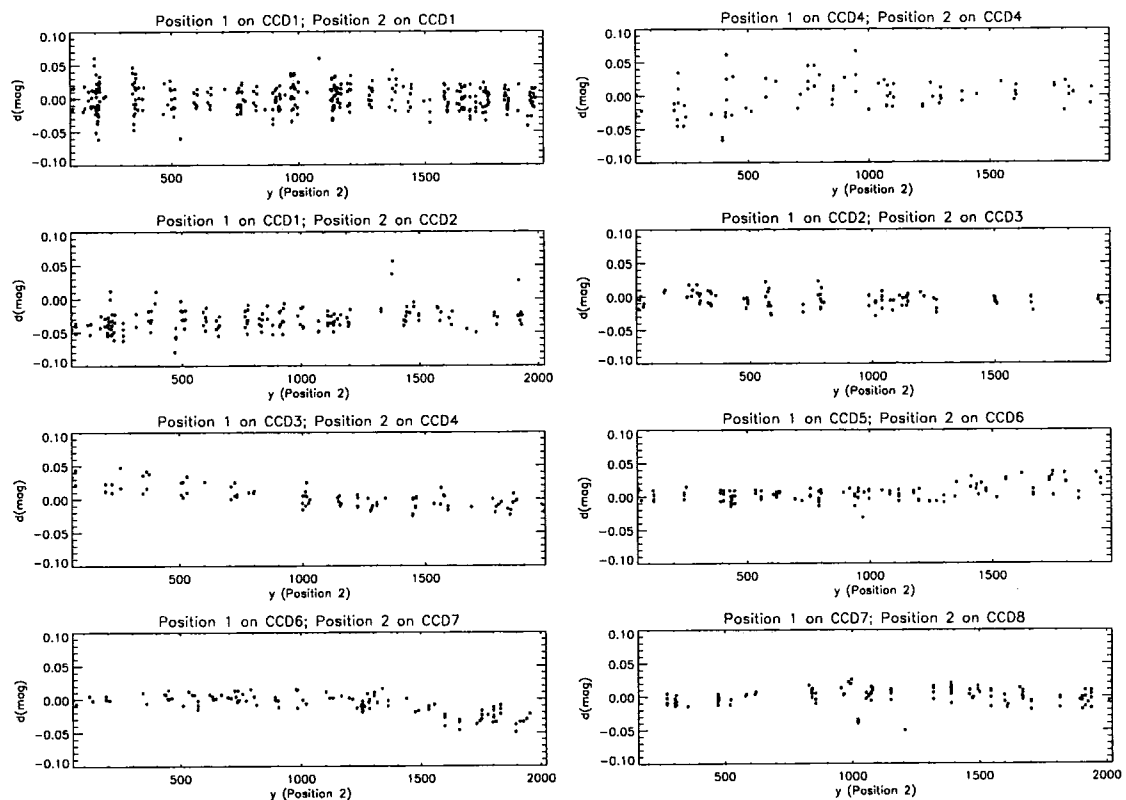 Position 1 on CCD1; Position 2 on CCD1
0.10
0.05
0.00
−0.05
−0.10
d(mag)
500
1000
1500
y (Position 2)
Position 1 on CCD4; Position 2 on CCD4
0.10
0.05
0.00
−0.05
−0.10
d(mag)
500
1000
1500
y (Position 2)
Position 1 on CCD1; Position 2 on CCD2
0.10
0.05
0.00
−0.05
−0.10
d(mag)
500
1000
1500
2000
y (Position 2)
Position 1 on CCD2; Position 2 on CCD3
0.10
0.05
0.00
−0.05
−0.10
d(mag)
500
1000
1500
y (Position 2)
Position 1 on CCD3; Position 2 on CCD4
0.10
0.05
0.00
−0.05
−0.10
d(mag)
500
1000
1500
y (Position 2)
Position 1 on CCD5; Position 2 on CCD6
0.10
0.05
0.00
−0.05
−0.10
d(mag)
500
1000
1500
y (Position 2)
Position 1 on CCD6; Position 2 on CCD7
0.10
0.05
0.00
−0.05
−0.10
d(mag)
500
1000
1500
2000
y (Position 2)
Position 1 on CCD7; Position 2 on CCD8
0.10
0.05
0.00
−0.05
−0.10
d(mag)
500
1000
1500
2000
y (Position 2)